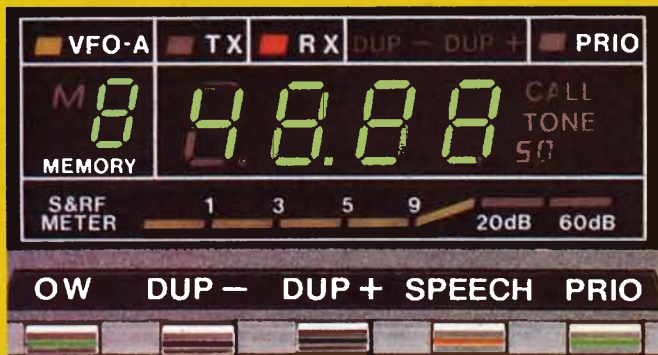 VFO-A TX RX DUP - DUP + PRIO
M 8 48.88 CALL
TONE
50
MEMORY
S&RF METER 1 3 5 9 20dB 60dB
OW DUP – DUP + SPEECH PRIO